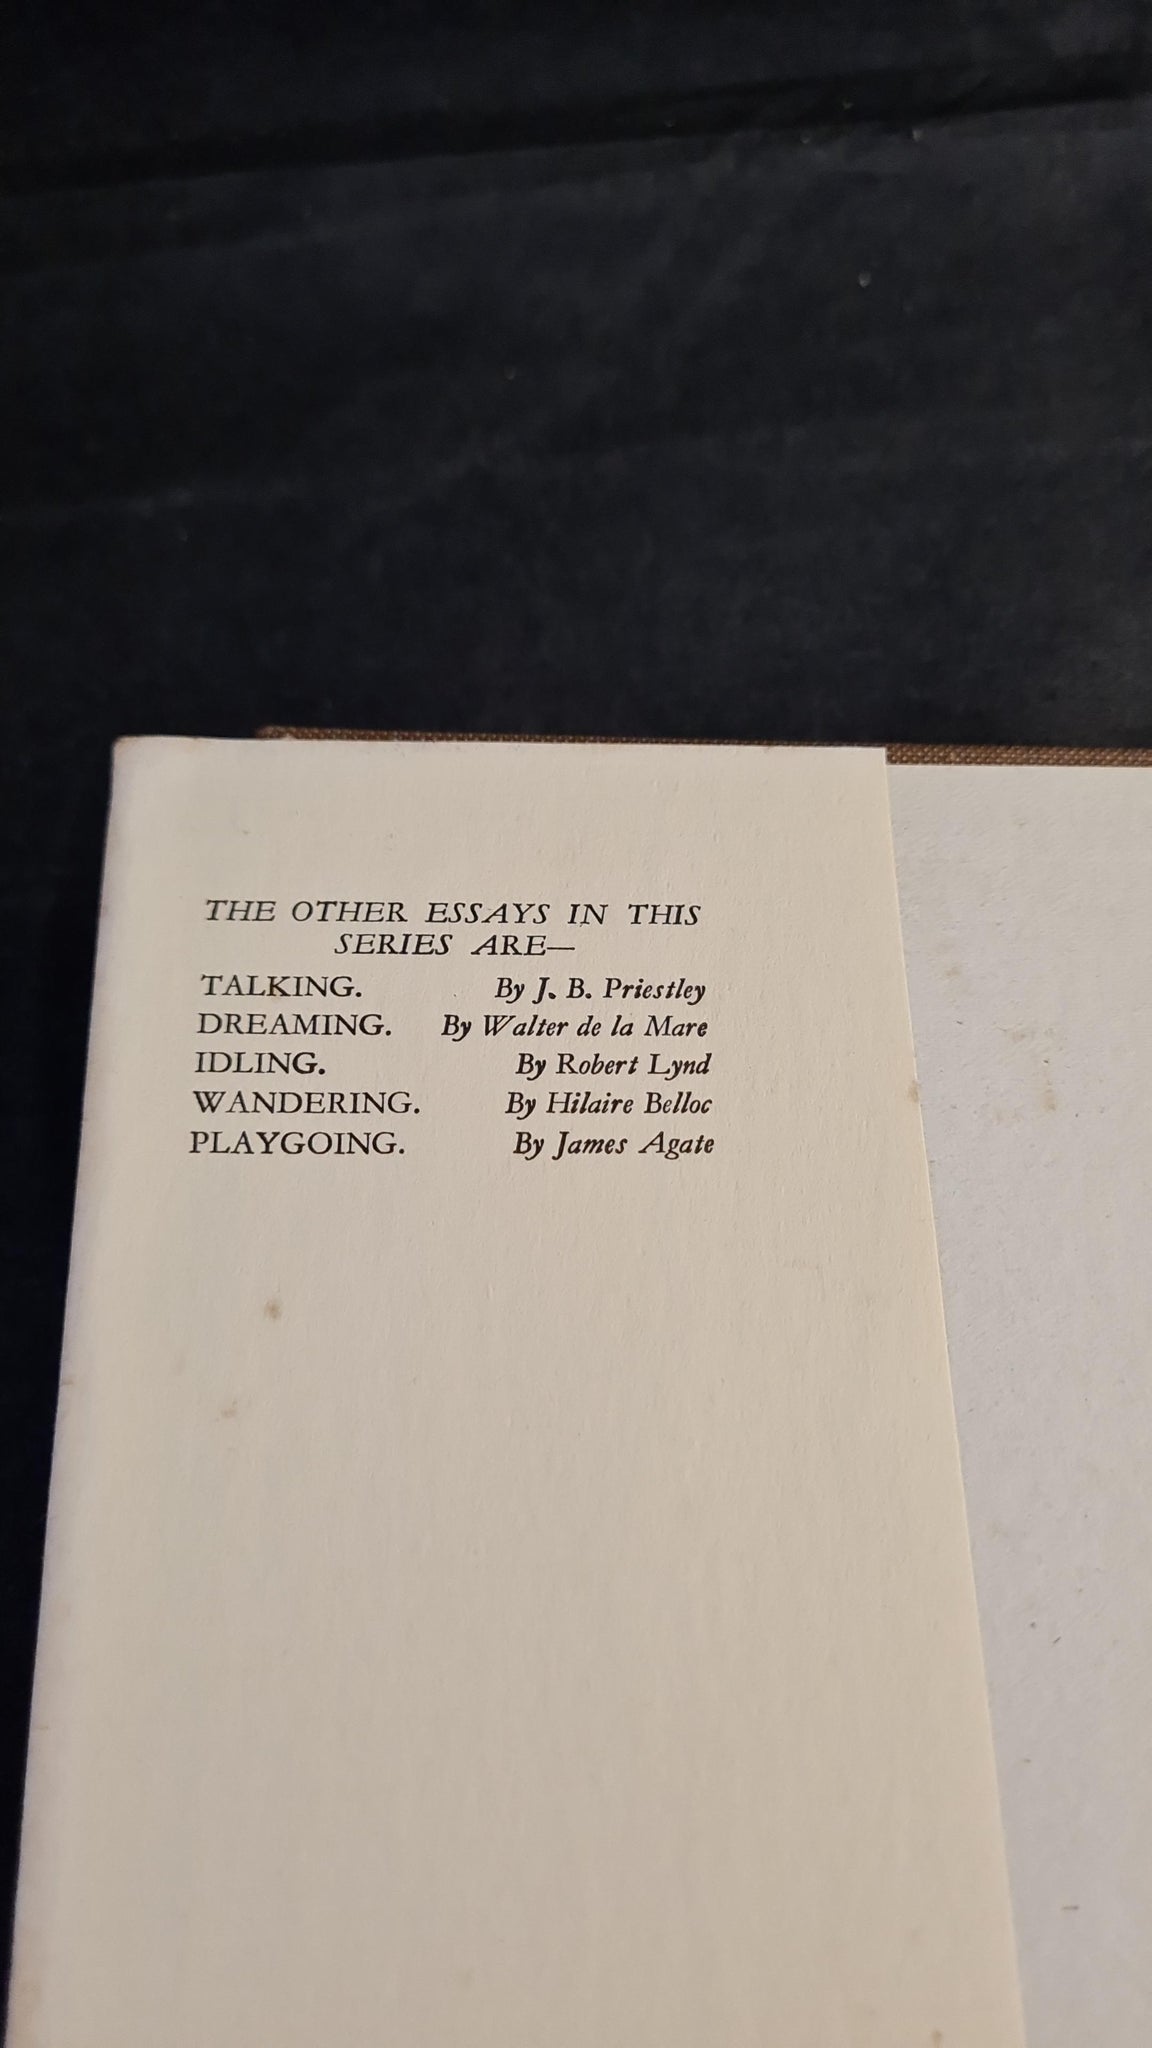 THE OTHER ESSAYS IN THIS
SERIES ARE—
TALKING. By J. B. Priestley
DREAMING. By Walter de la Mare
IDLING. By Robert Lynd
WANDERING. By Hilaire Belloc
PLAYGOING. By James Agate